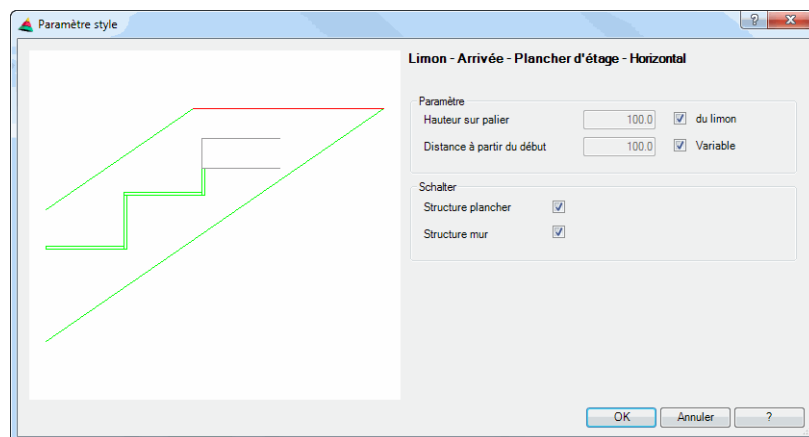 Paramètre style
?
Limon - Arrivée - Plancher d'étage - Horizontal
Paramètre
Hauteur sur palier 100.0 du limon
Distance à partir du début 100.0 Variable
Schalter
Structure plancher
Structure mur
OK Annuler ?